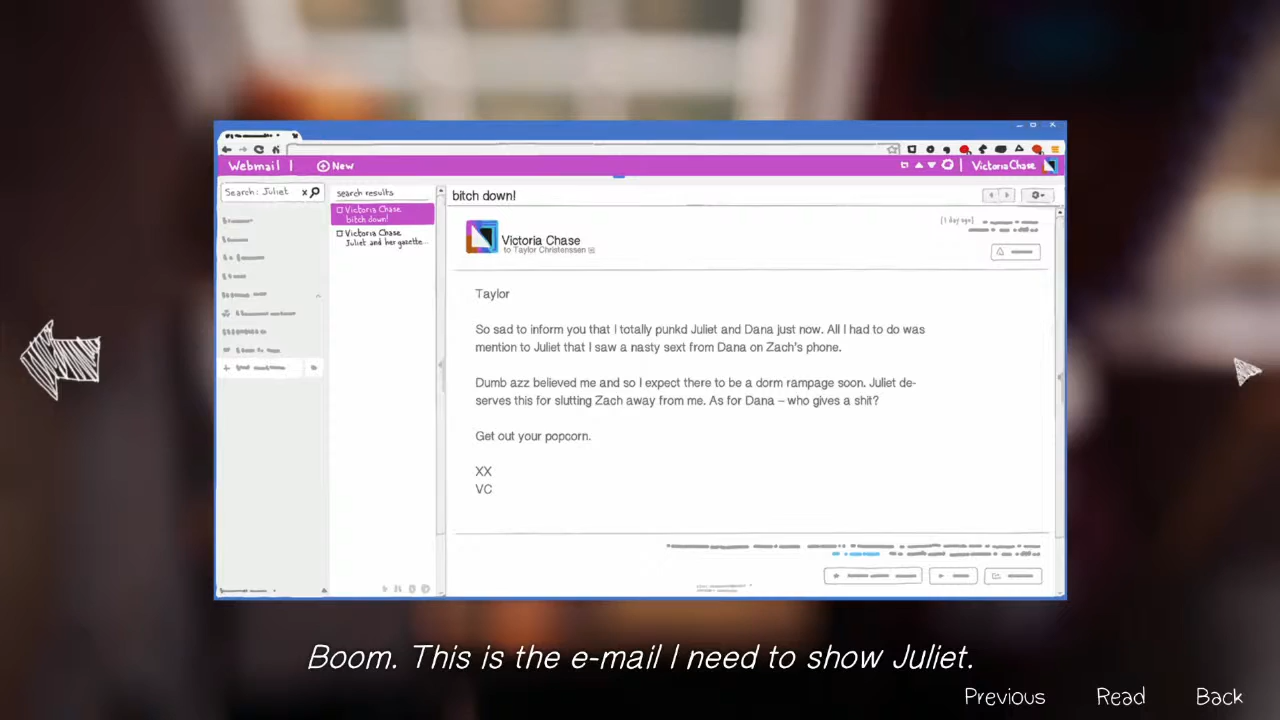 Webmail |
New
Victoria Chase
Search: Juliet x
search results
Victoria Chase
bitch down!
Victoria Chase
Juliet and her gazette...
bitch down!
[1 day ago]
Victoria Chase
to Taylor Christenssen
Taylor
So sad to inform you that I totally punkd Juliet and Dana just now. All I had to do was
mention to Juliet that I saw a nasty sext from Dana on Zach's phone.
Dumb azz believed me and so I expect there to be a dorm rampage soon. Juliet de-
serves this for slutting Zach away from me. As for Dana – who gives a shit?
Get out your popcorn.
XX
VC
Boom. This is the e-mail I need to show Juliet.
Previous Read Back